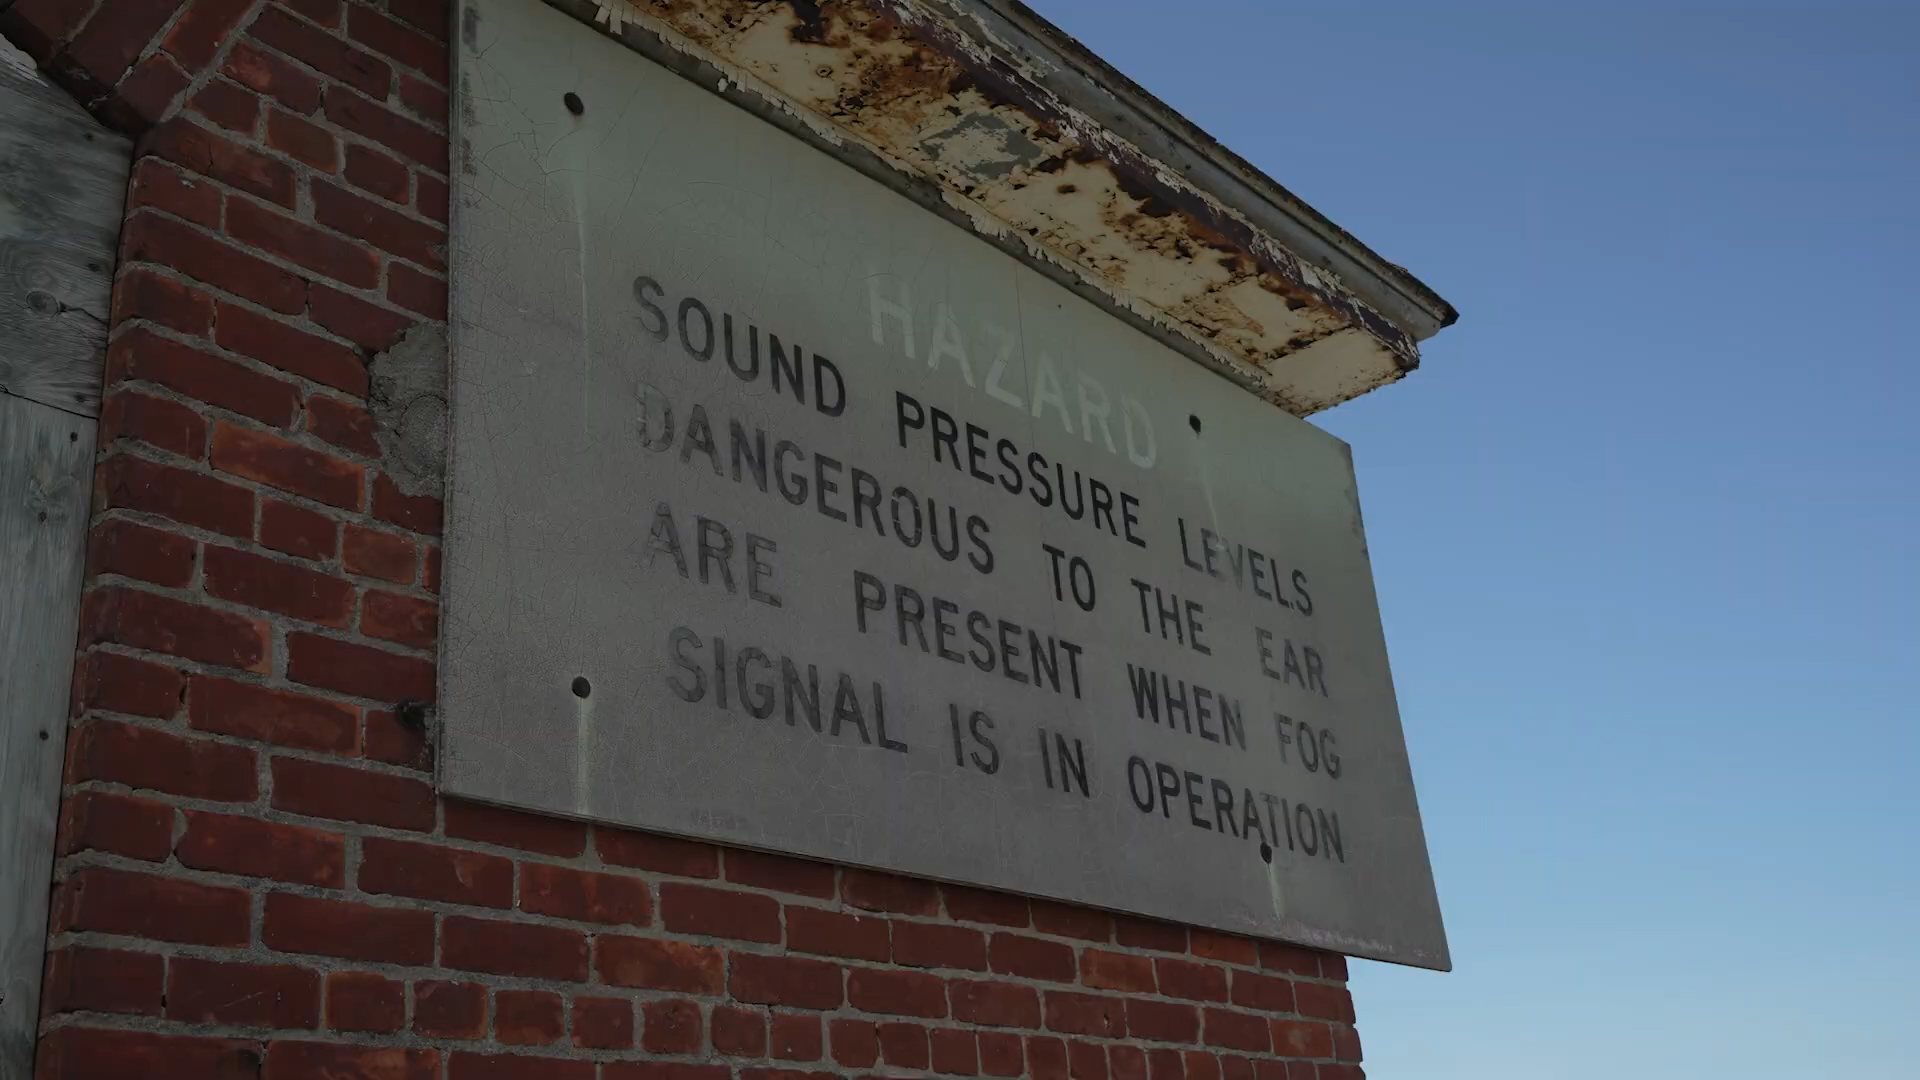 HAZARD
SOUND PRESSURE LEVELS
DANGEROUS TO THE EAR
ARE PRESENT WHEN FOG
SIGNAL IS IN OPERATION